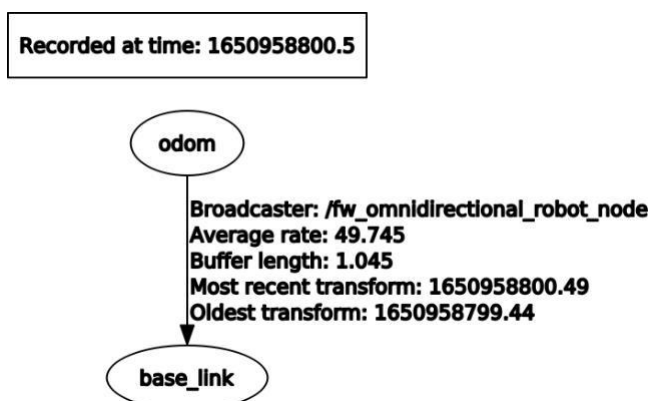 Recorded at time: 1650958800.5
odom
Broadcaster: /fw_omnidirectional_robot_node
Average rate: 49.745
Buffer length: 1.045
Most recent transform: 1650958800.49
Oldest transform: 1650958799.44
base_link